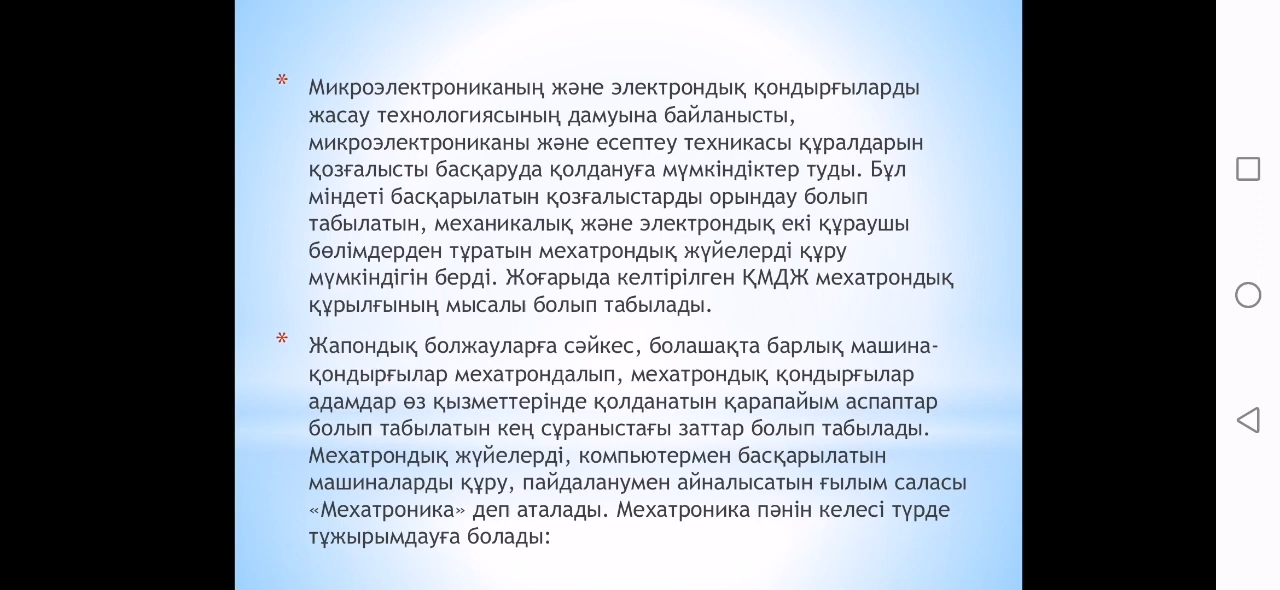 * Микроэлектрониканың және электрондық қондырғыларды
жасау технологиясының дамуына байланысты,
микроэлектрониканы және есептеу техникасы құралдарын
қозғалысты басқаруда қолдануға мүмкіндіктер туды. Бұл
міндеті басқарылатын қозғалыстарды орындау болып
табылатын, механикалық және электрондық екі құраушы
бөлімдерден тұратын мехатрондық жүйелерді құру
мүмкіндігін берді. Жоғарыда келтірілген ҚМДЖ мехатрондық
құрылғының мысалы болып табылады.
* Жапондық болжауларға сәйкес, болашақта барлық машина-
қондырғылар мехатрондалып, мехатрондық қондырғылар
адамдар өз қызметтерінде қолданатын қарапайым аспаптар
болып табылатын кең сұраныстағы заттар болып табылады.
Мехатрондық жүйелерді, компьютермен басқарылатын
машиналарды құру, пайдаланумен айналысатын ғылым саласы
«Мехатроника» деп аталады. Мехатроника пәнін келесі түрде
тұжырымдауға болады: